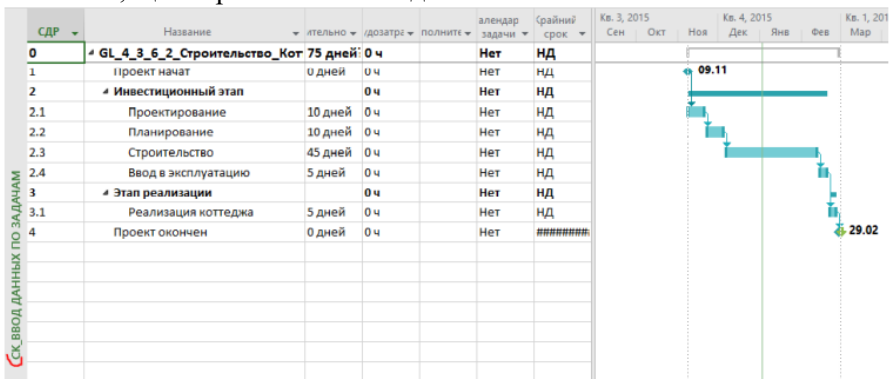 СДР Название ительно удозатра полните алендар задачи Крайний срок Кв. 3, 2015 Кв. 4, 2015 Кв. 1, 201
Сен Окт Ноя Дек Янв Фев Мар
0 GL_4_3_6_2_Строительство_Кот 75 дней 0 ч Нет НД
1 Проект начат 0 дней 0 ч Нет НД 09.11
2 Инвестиционный этап 0 ч Нет НД
2.1 Проектирование 10 дней 0 ч Нет НД
2.2 Планирование 10 дней 0 ч Нет НД
2.3 Строительство 45 дней 0 ч Нет НД
2.4 Ввод в эксплуатацию 5 дней 0 ч Нет НД
3 Этап реализации 0 ч Нет НД
3.1 Реализация коттеджа 5 дней 0 ч Нет НД
4 Проект окончен 0 дней 0 ч Нет ######### 29.02
СК_ВВОД ДАННЫХ ПО ЗАДАЧАМ